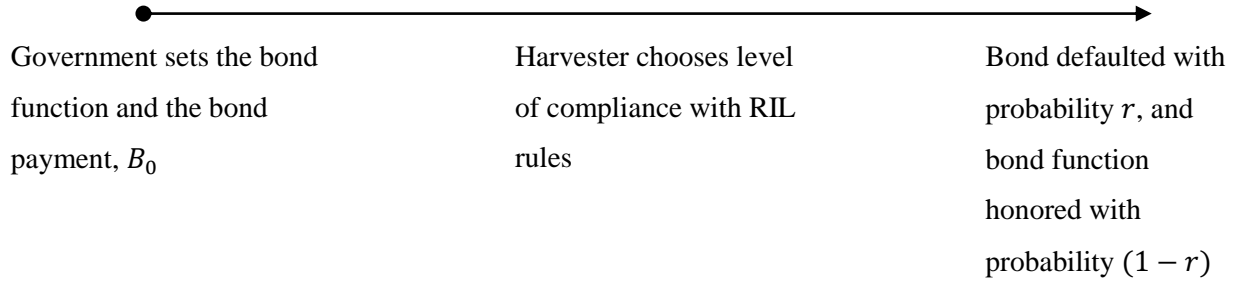 Government sets the bond
function and the bond
payment, B₀
Harvester chooses level
of compliance with RIL
rules
Bond defaulted with
probability r, and
bond function
honored with
probability (1 − r)